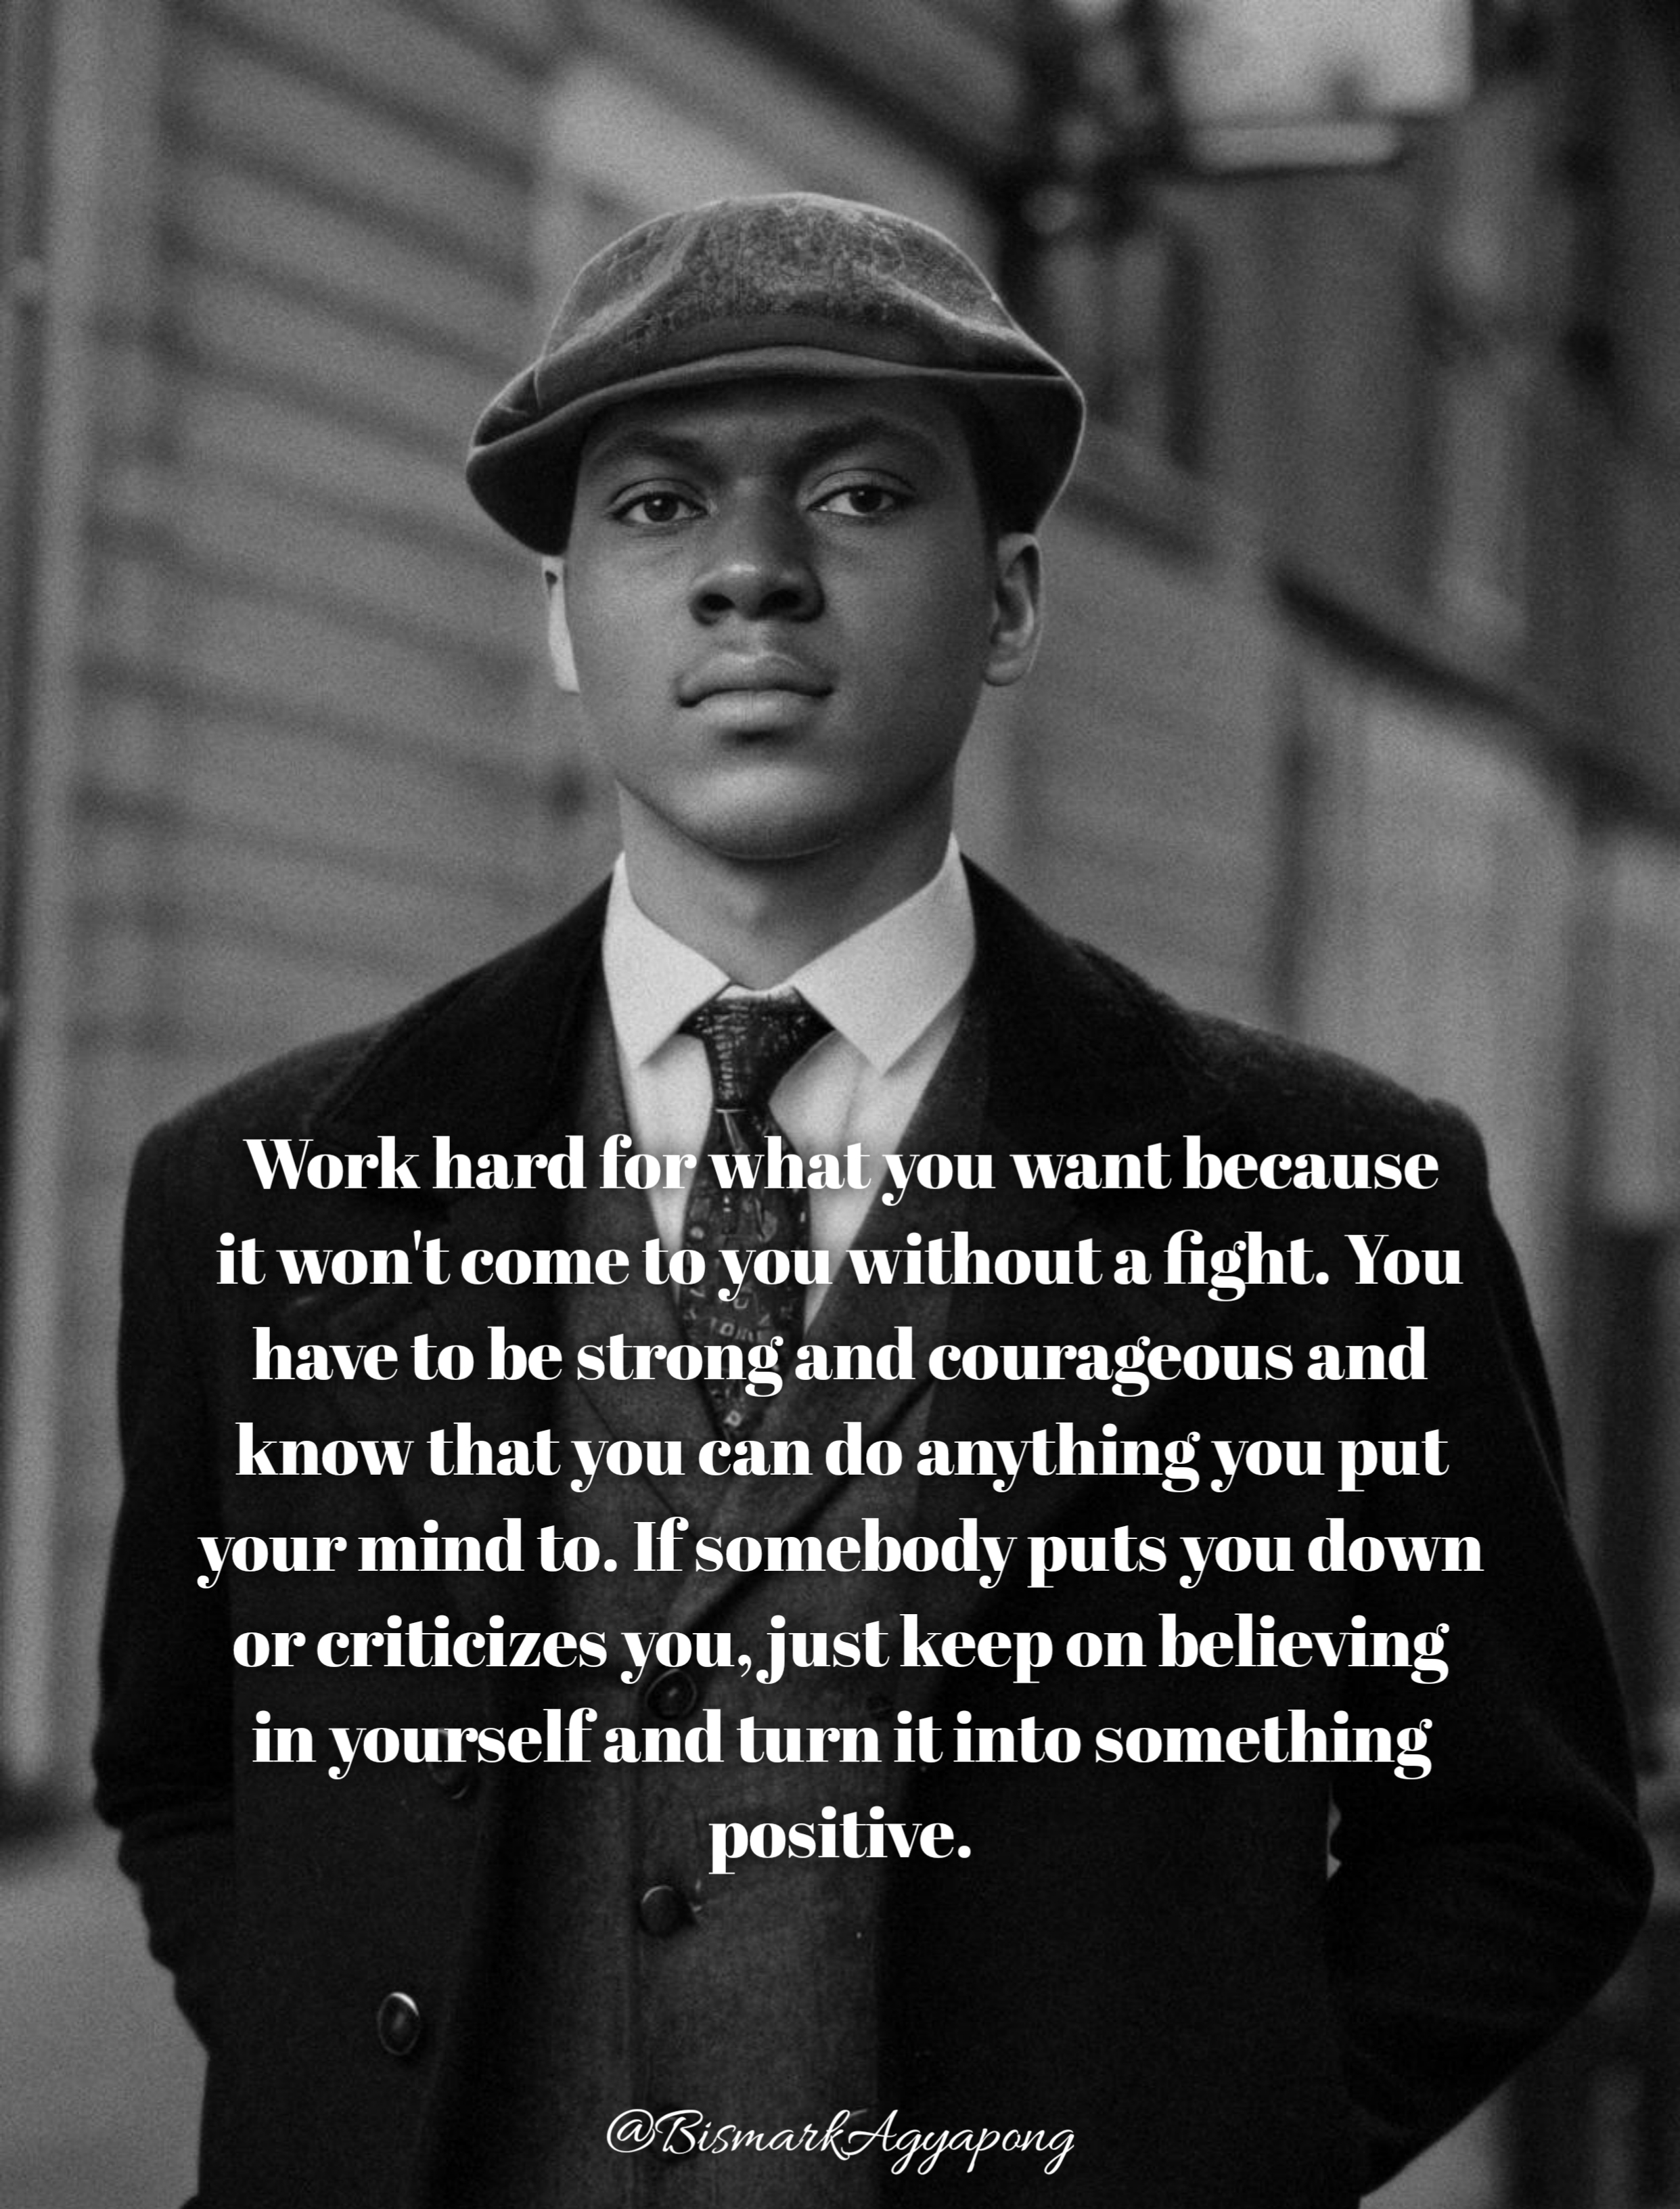 Work hard for what you want because
it won't come to you without a fight. You
have to be strong and courageous and
know that you can do anything you put
your mind to. If somebody puts you down
or criticizes you, just keep on believing
in yourself and turn it into something
positive.
@BismarkAgyapong